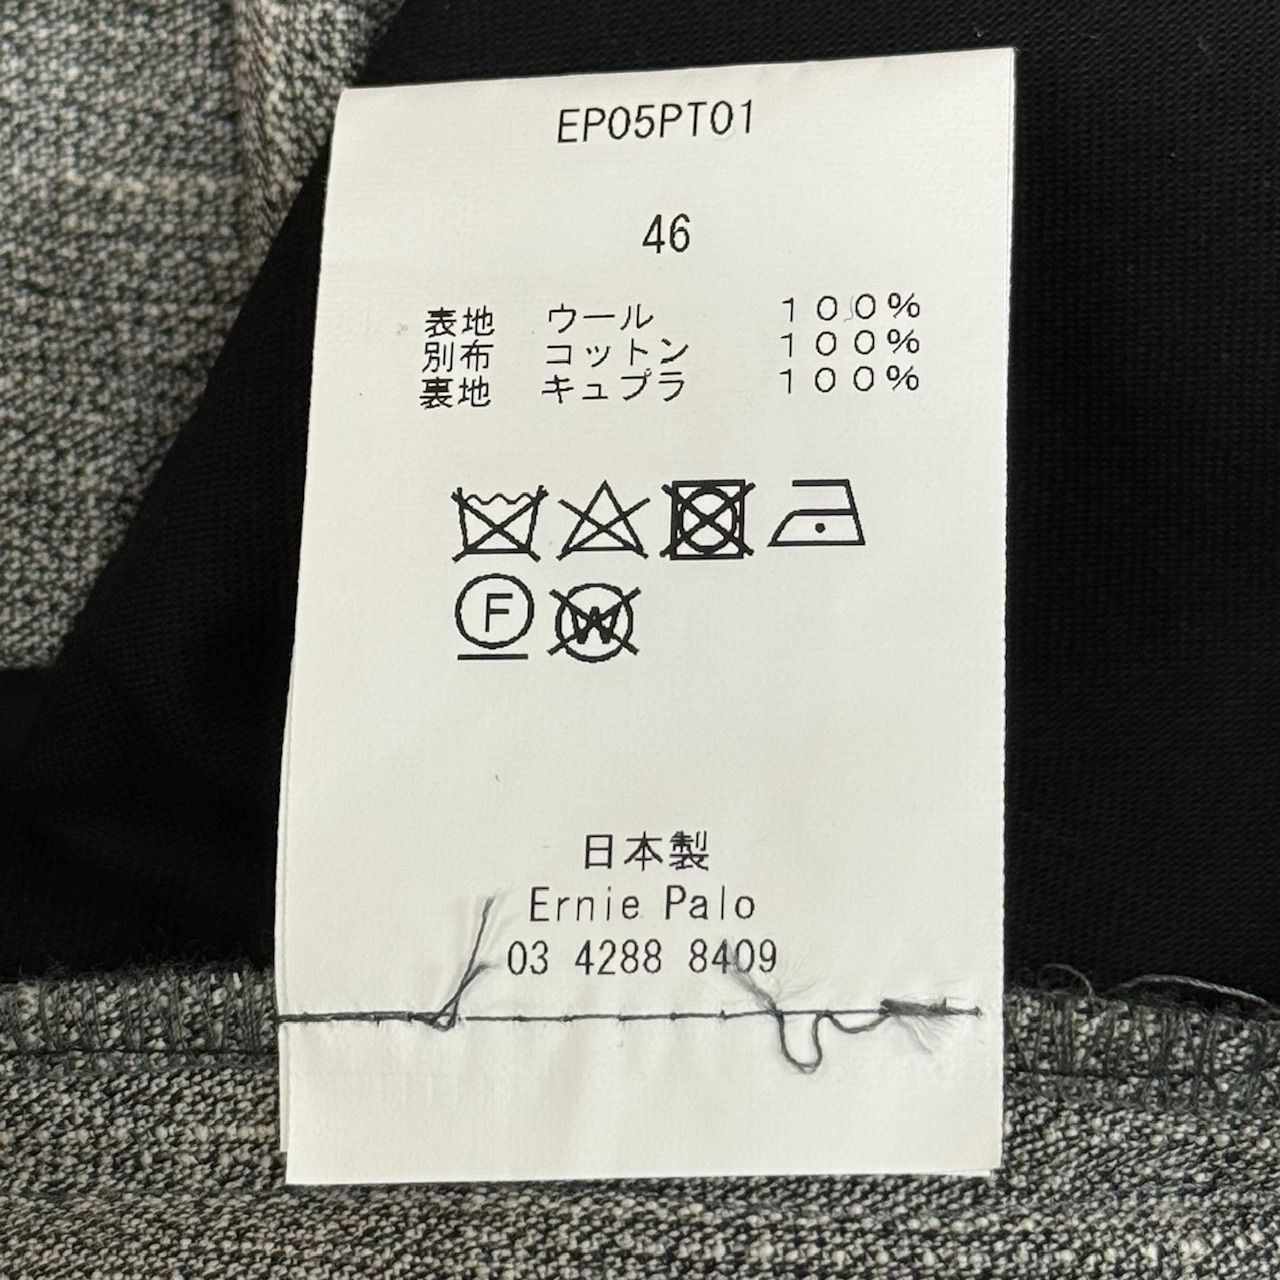 EP05PT01
46
表地 ウール 100%
別布 コットン 100%
裏地 キュプラ 100%
F W
日本製
Ernie Palo
03 4288 8409